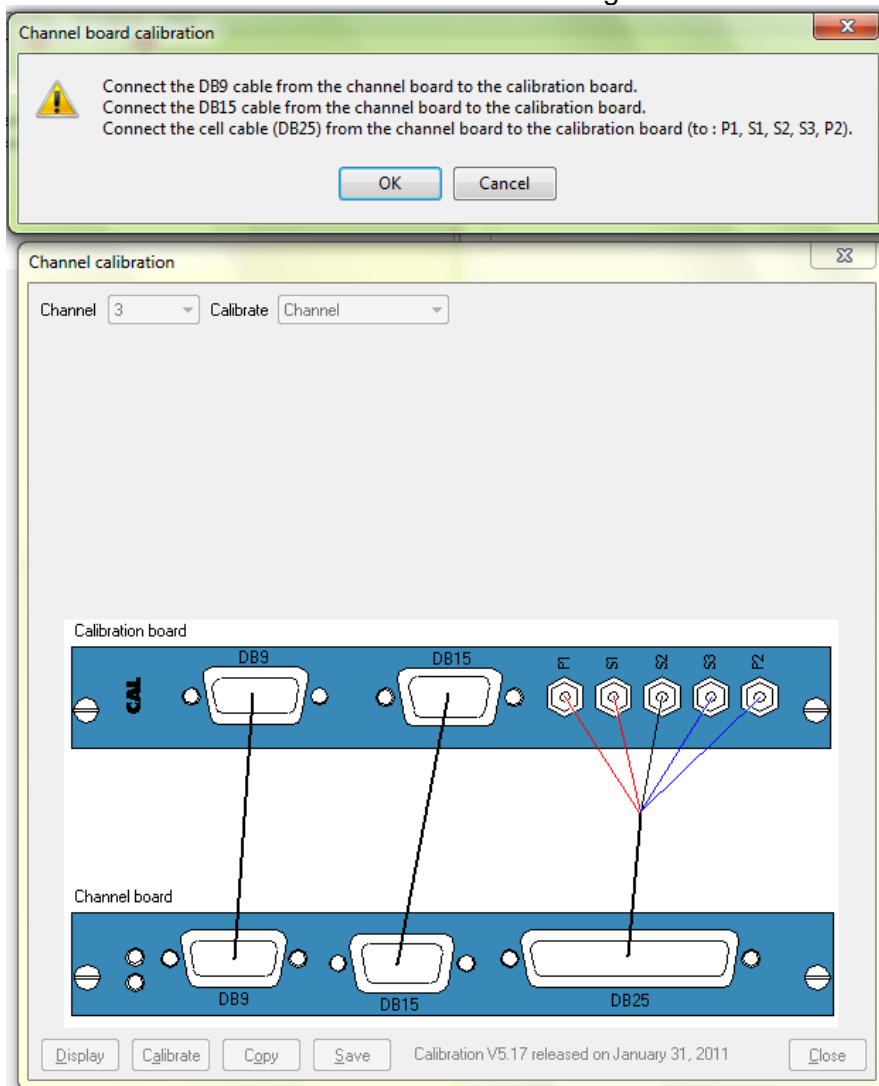 Channel board calibration
Connect the DB9 cable from the channel board to the calibration board.
Connect the DB15 cable from the channel board to the calibration board.
Connect the cell cable (DB25) from the channel board to the calibration board (to : P1, S1, S2, S3, P2).
OK Cancel
Channel calibration
Channel 3 Calibrate Channel
Calibration board
CAL DB9 DB15 P1 S1 S2 S3 P2
Channel board
DB9 DB15 DB25
Display Calibrate Copy Save Calibration V5.17 released on January 31, 2011 Close